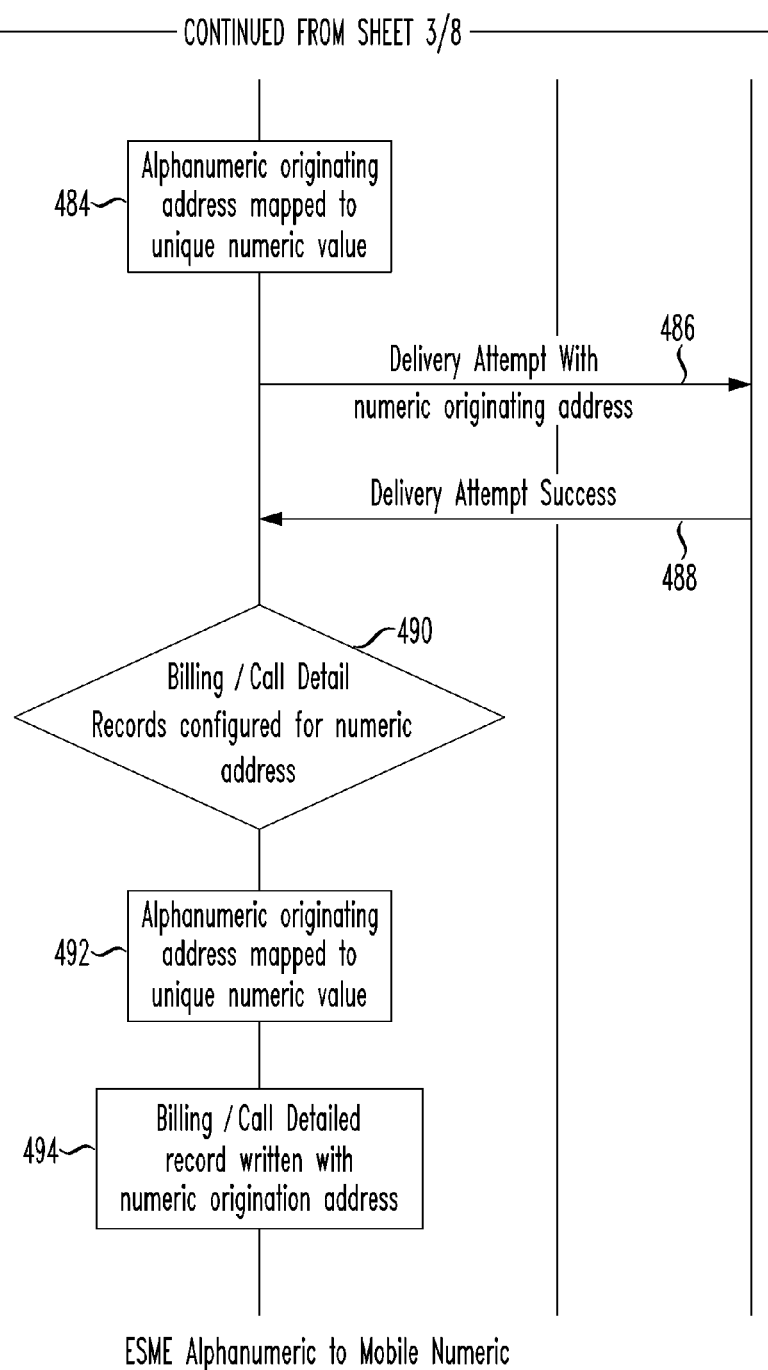 CONTINUED FROM SHEET 3/8
Alphanumeric originating
address mapped to
unique numeric value
484
486
Delivery Attempt With
numeric originating address
Delivery Attempt Success
488
490
Billing / Call Detail
Records configured for numeric
address
Alphanumeric originating
address mapped to
unique numeric value
492
Billing / Call Detailed
record written with
numeric origination address
494
ESME Alphanumeric to Mobile Numeric